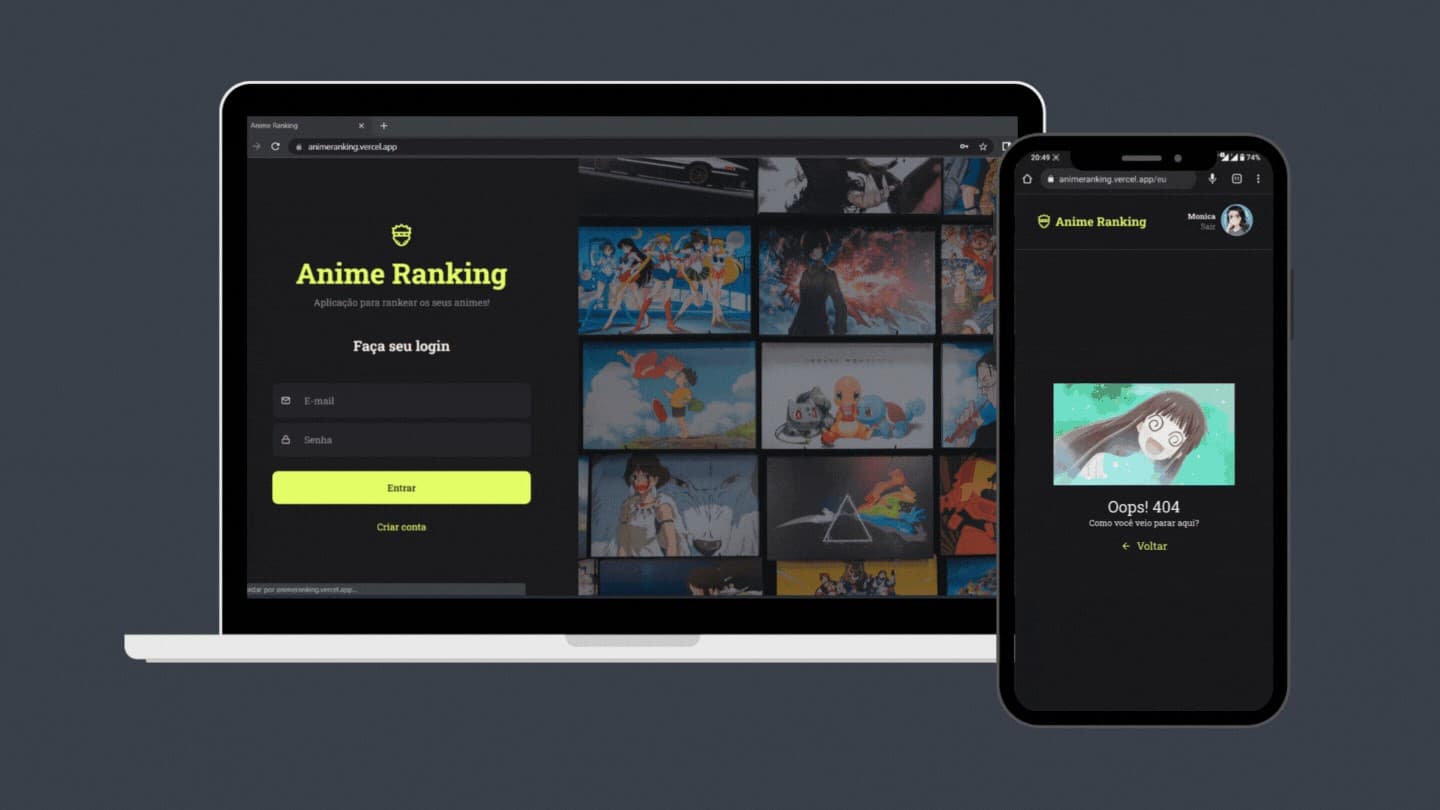 Anime Ranking
animeranking.vercel.app
Anime Ranking
Aplicação para rankear os seus animes!
Faça seu login
E-mail
Senha
Entrar
Criar conta
dar por animeranking.vercel.app...
20:49
74%
animeranking.vercel.app/eu
Anime Ranking
Monica
Sair
Oops! 404
Como você veio parar aqui?
Voltar